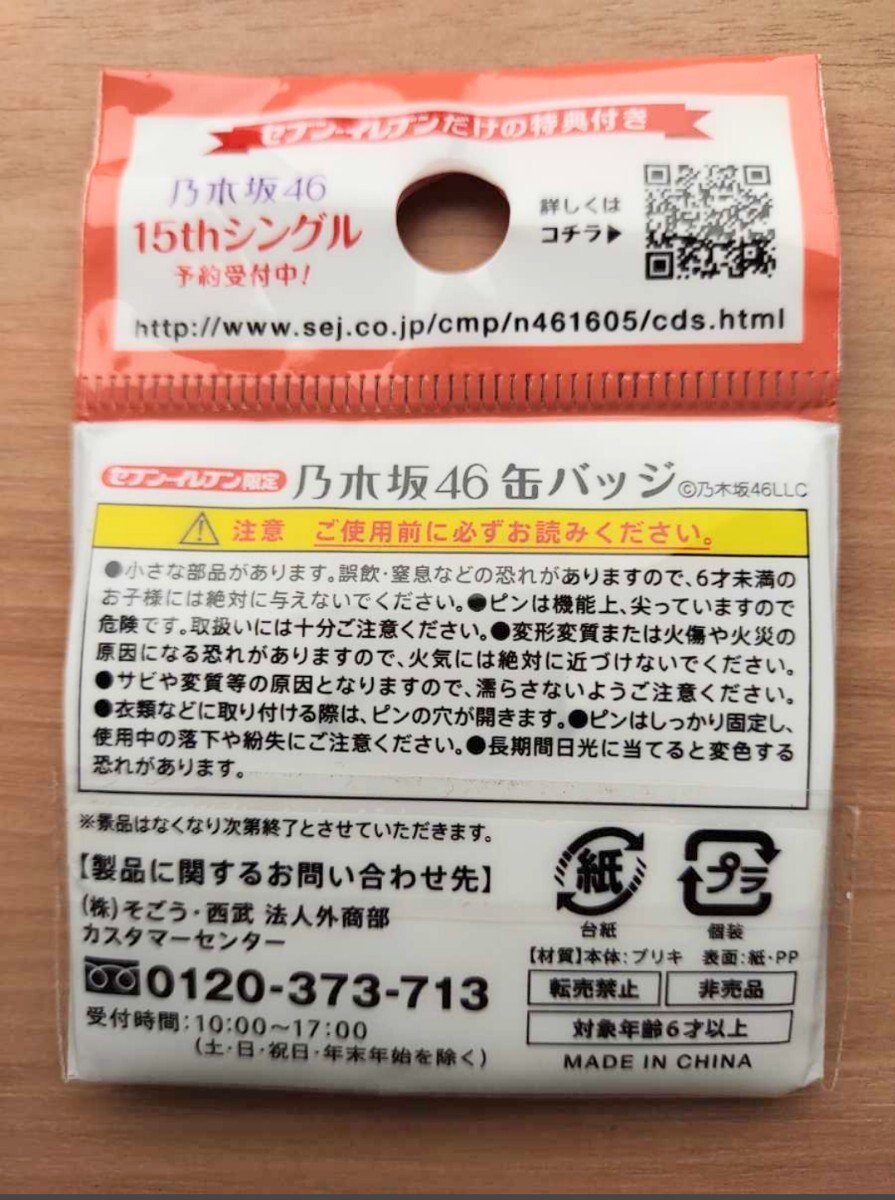 セブン-イレブンだけの特典付き
乃木坂46
15thシングル
予約受付中!
詳しくは
コチラ▶
http://www.sej.co.jp/cmp/n461605/cds.html
セブン-イレブン限定 乃木坂46 缶バッジ ©乃木坂46LLC
注意 ご使用前に必ずお読みください。
●小さな部品があります。誤飲・窒息などの恐れがありますので、6才未満の
お子様には絶対に与えないでください。●ピンは機能上、尖っていますので
危険です。取扱いには十分ご注意ください。●変形変質または火傷や火災の
原因になる恐れがありますので、火気には絶対に近づけないでください。
●サビや変質等の原因となりますので、濡らさないようご注意ください。
●衣類などに取り付ける際は、ピンの穴が開きます。●ピンはしっかり固定し、
使用中の落下や紛失にご注意ください。●長期間日光に当てると変色する
恐れがあります。
※景品はなくなり次第終了とさせていただきます。
【製品に関するお問い合わせ先】
(株)そごう・西武 法人外商部
カスタマーセンター
0120-373-713
受付時間:10:00〜17:00
(土・日・祝日・年末年始を除く)
紙
台紙
プラ
個装
【材質】本体:ブリキ 表面:紙・PP
転売禁止
非売品
対象年齢6才以上
MADE IN CHINA